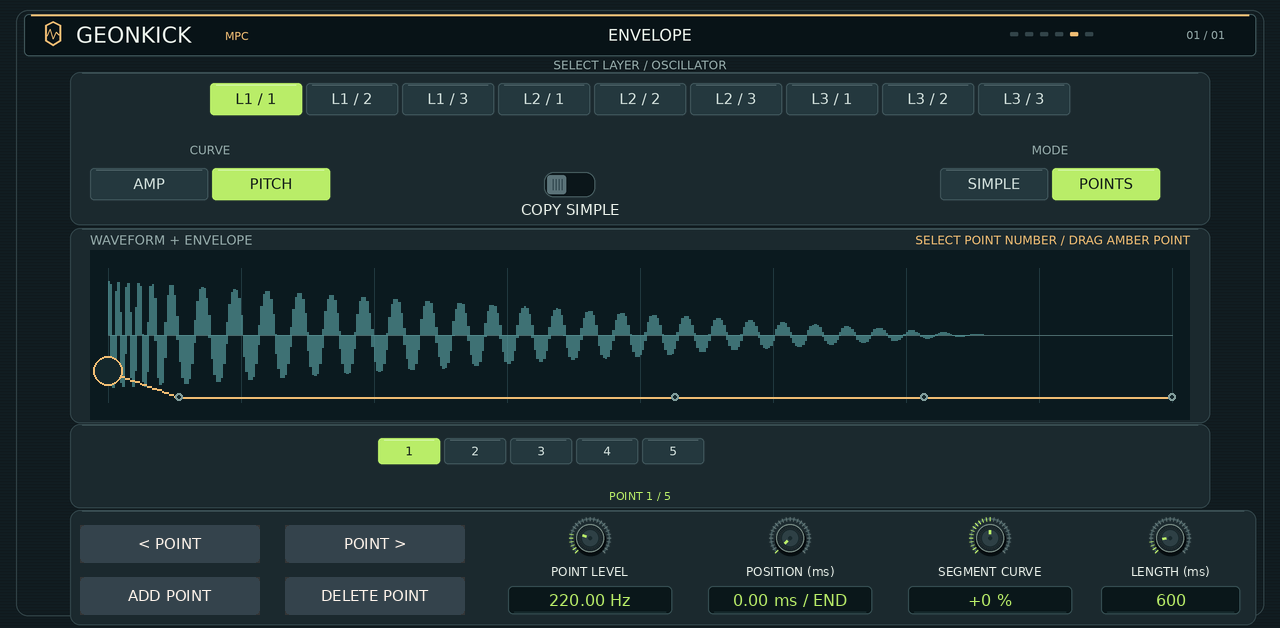 GEONKICK MPC ENVELOPE 01 / 01
SELECT LAYER / OSCILLATOR
L1 / 1 L1 / 2 L1 / 3 L2 / 1 L2 / 2 L2 / 3 L3 / 1 L3 / 2 L3 / 3
CURVE MODE
AMP PITCH SIMPLE POINTS
COPY SIMPLE
WAVEFORM + ENVELOPE SELECT POINT NUMBER / DRAG AMBER POINT
1 2 3 4 5
POINT 1 / 5
< POINT POINT >
POINT LEVEL POSITION (ms) SEGMENT CURVE LENGTH (ms)
ADD POINT DELETE POINT 220.00 Hz 0.00 ms / END +0 % 600